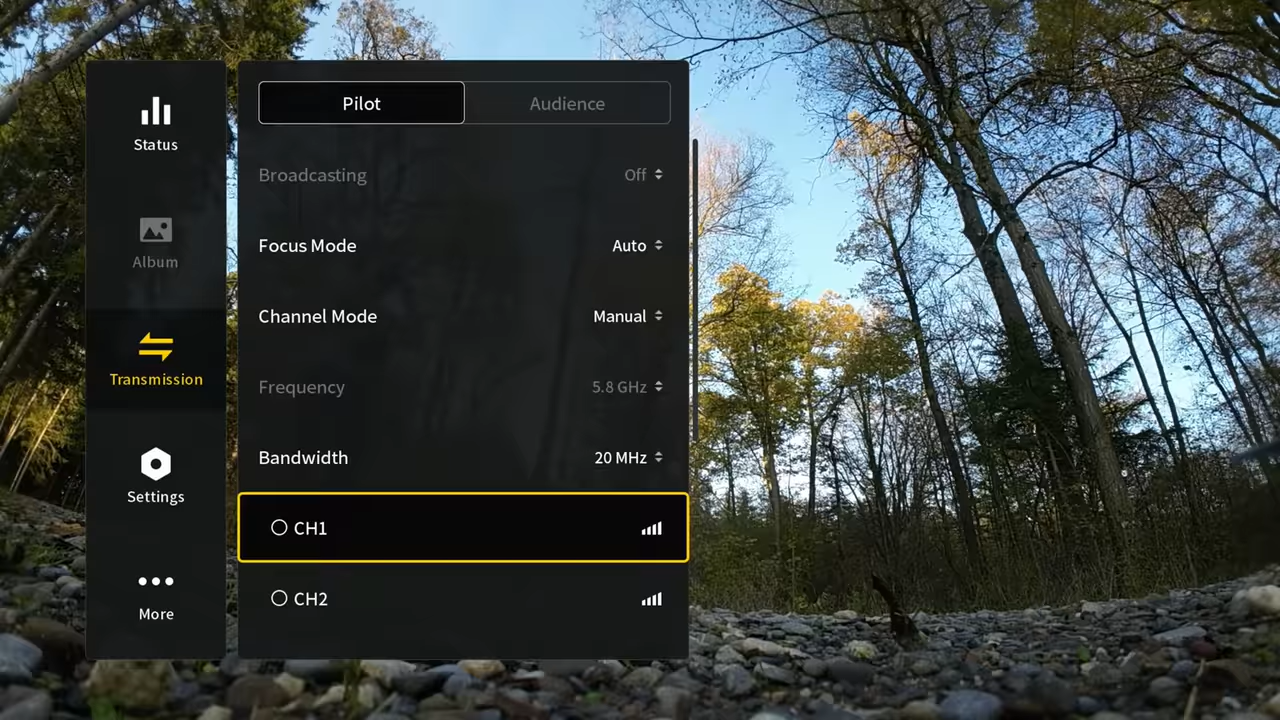 Status
Album
Transmission
Settings
More
Pilot
Audience
Broadcasting Off
Focus Mode Auto
Channel Mode Manual
Frequency 5.8 GHz
Bandwidth 20 MHz
CH1
CH2